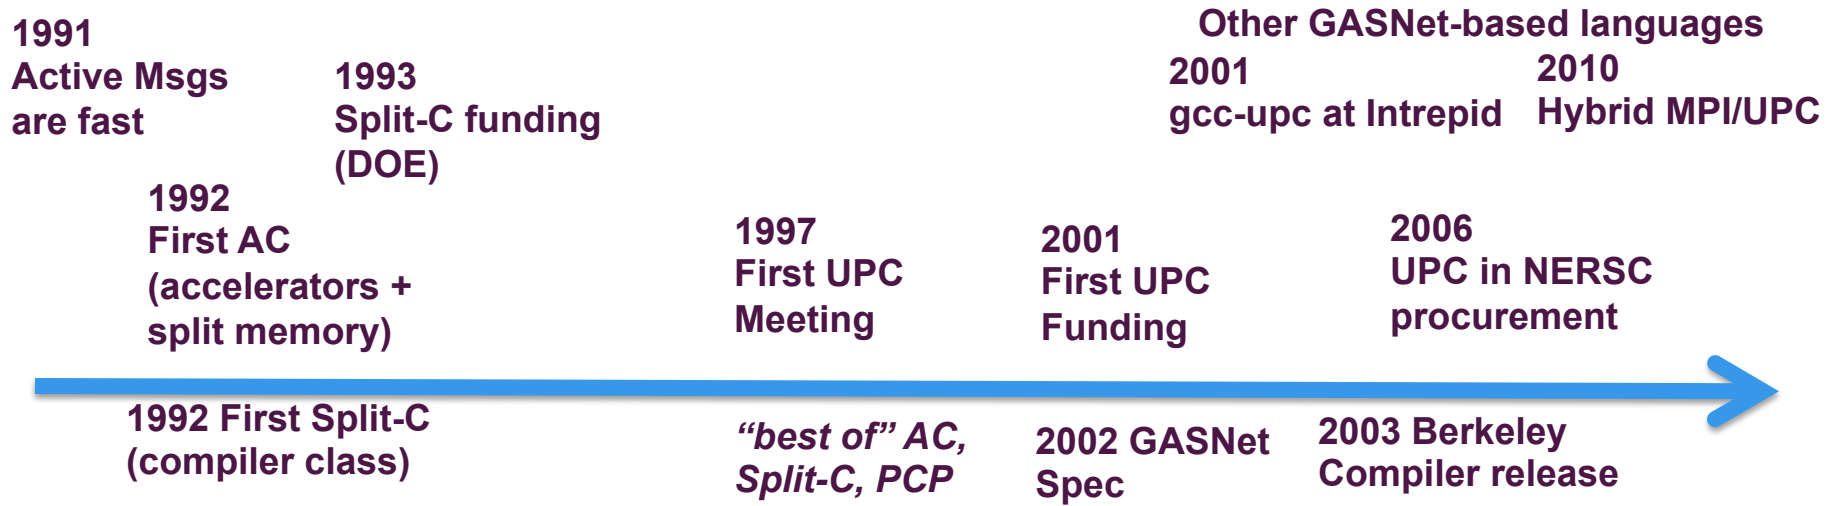 1991
Active Msgs
are fast
1993
Split-C funding
(DOE)
Other GASNet-based languages
2001
gcc-upc at Intrepid
2010
Hybrid MPI/UPC
1992
First AC
(accelerators +
split memory)
1997
First UPC
Meeting
2001
First UPC
Funding
2006
UPC in NERSC
procurement
1992 First Split-C
(compiler class)
“best of” AC,
Split-C, PCP
2002 GASNet
Spec
2003 Berkeley
Compiler release